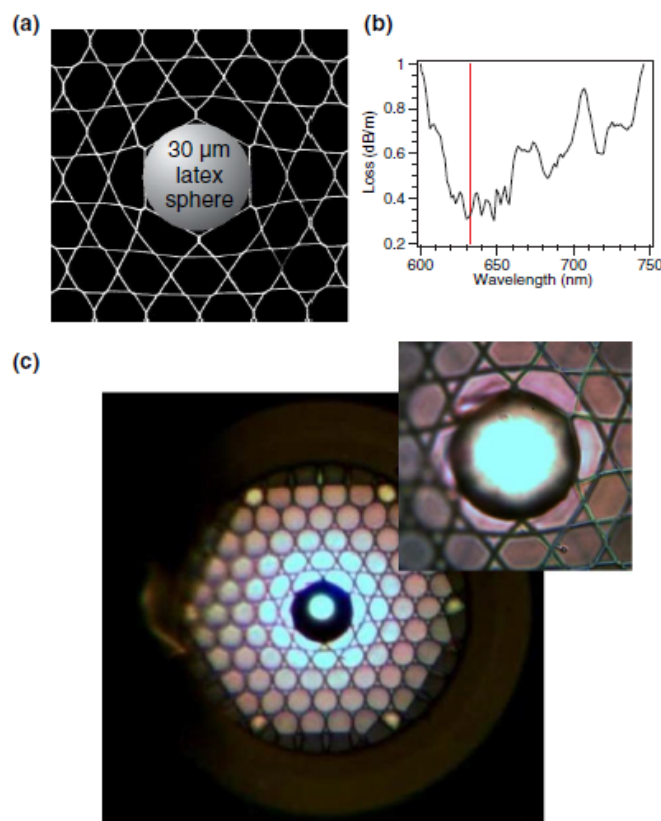 (a)
30 µm
latex
sphere
(b)
Loss (dB/m)
1
0.8
0.6
0.4
0.2
600
650
700
750
Wavelength (nm)
(c)